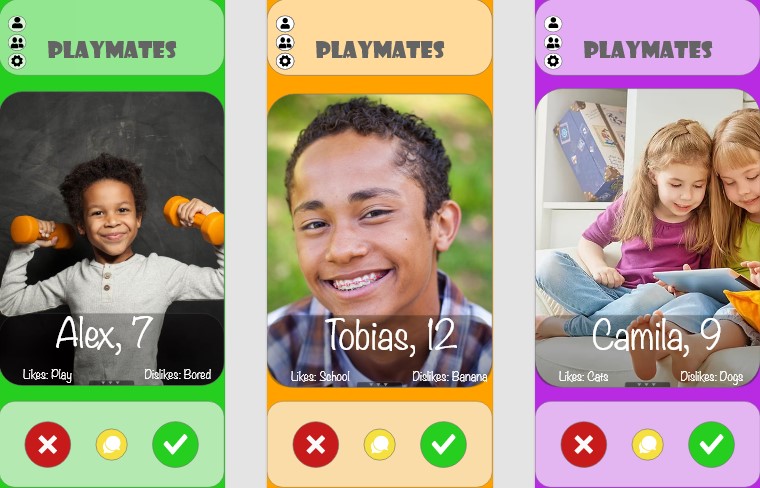 PLAYMATES
Alex, 7
Likes: Play
Dislikes: Bored
PLAYMATES
Tobias, 12
Likes: School
Dislikes: Banana
PLAYMATES
Camila, 9
Likes: Cats
Dislikes: Dogs